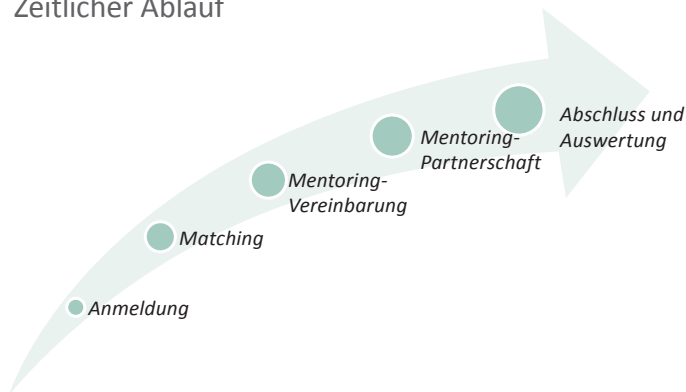 Zeitlicher Ablauf
Abschluss und
Auswertung
Mentoring-
Partnerschaft
Mentoring-
Vereinbarung
Matching
Anmeldung